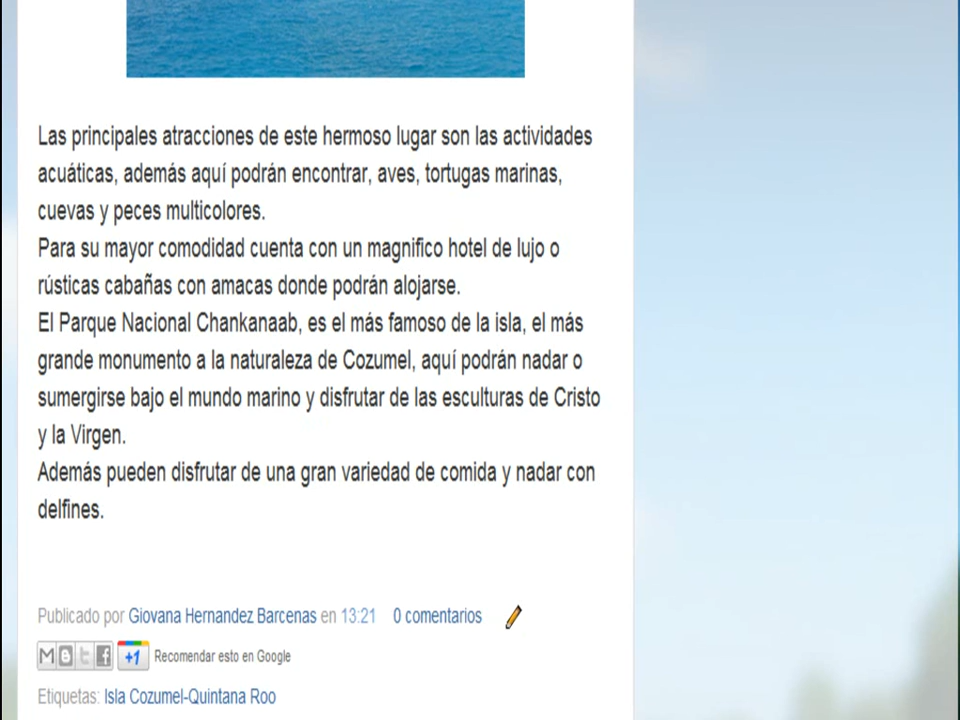 Las principales atracciones de este hermoso lugar son las actividades
acuáticas, además aquí podrán encontrar, aves, tortugas marinas,
cuevas y peces multicolores.
Para su mayor comodidad cuenta con un magnifico hotel de lujo o
rústicas cabañas con amacas donde podrán alojarse.
El Parque Nacional Chankanaab, es el más famoso de la isla, el más
grande monumento a la naturaleza de Cozumel, aquí podrán nadar o
sumergirse bajo el mundo marino y disfrutar de las esculturas de Cristo
y la Virgen.
Además pueden disfrutar de una gran variedad de comida y nadar con
delfines.
Publicado por Giovana Hernandez Barcenas en 13:21 0 comentarios
+1 Recomendar esto en Google
Etiquetas: Isla Cozumel-Quintana Roo